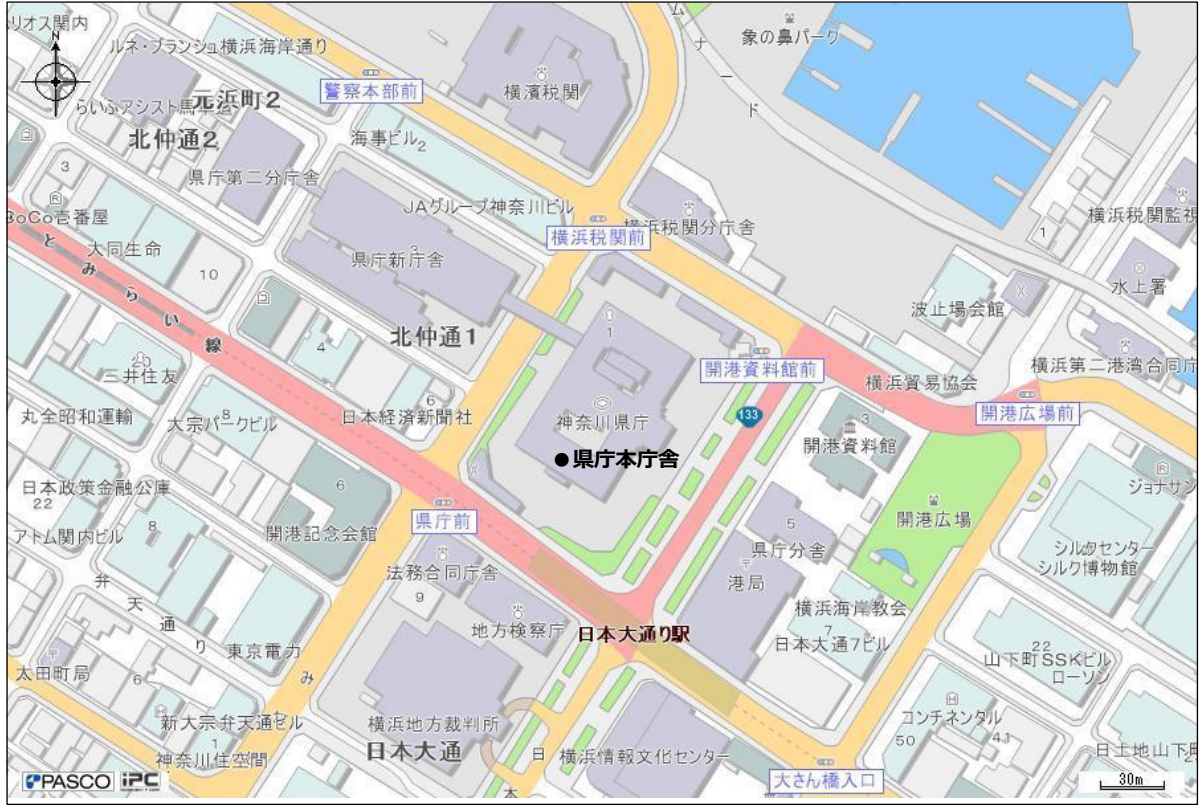 リオス関内
ルネ・ブランシュ横浜海岸通り
N
らいふアシスト馬車道
元浜町2
北仲通2
警察本部前
横濱税関
ム
ナ
ー
ド
象の鼻パーク
海事ビル
2
県庁第二分庁舎
3
JAグループ神奈川ビル
横浜税関前
横浜税関分庁舎
横浜税関監視
1
CoCo壱番屋
大同生命
10
県庁新庁舎
3
水上署
波止場会館
と
み
ら
い
線
北仲通1
4
1
20
三井住友
開港資料館前
横浜貿易協会
横浜第二港湾合同庁
開港広場前
丸全昭和運輸
8
大宗パークビル
6
日本経済新聞社
神奈川県庁
133
3
開港資料館
●県庁本庁舎
日本政策金融公庫
22
6
ジョナサン
アトム関内ビル
8
開港記念会館
県庁前
5
県庁分舎
開港広場
シルクセンター
シルク博物館
弁
天
通
り
法務合同庁舎
9
港局
地方検察庁
日本大通り駅
横浜海岸教会
7
日本大通7ビル
22
山下町SSKビル
ローソン
太田町局
6
東京電力
み
新大宗弁天通ビル
1
神奈川住空間
横浜地方裁判所
日本大通
日
本
横浜情報文化センター
大さん橋入口
コンチネンタル
50
41
日土地山下町
2
PASCO iPC
30m